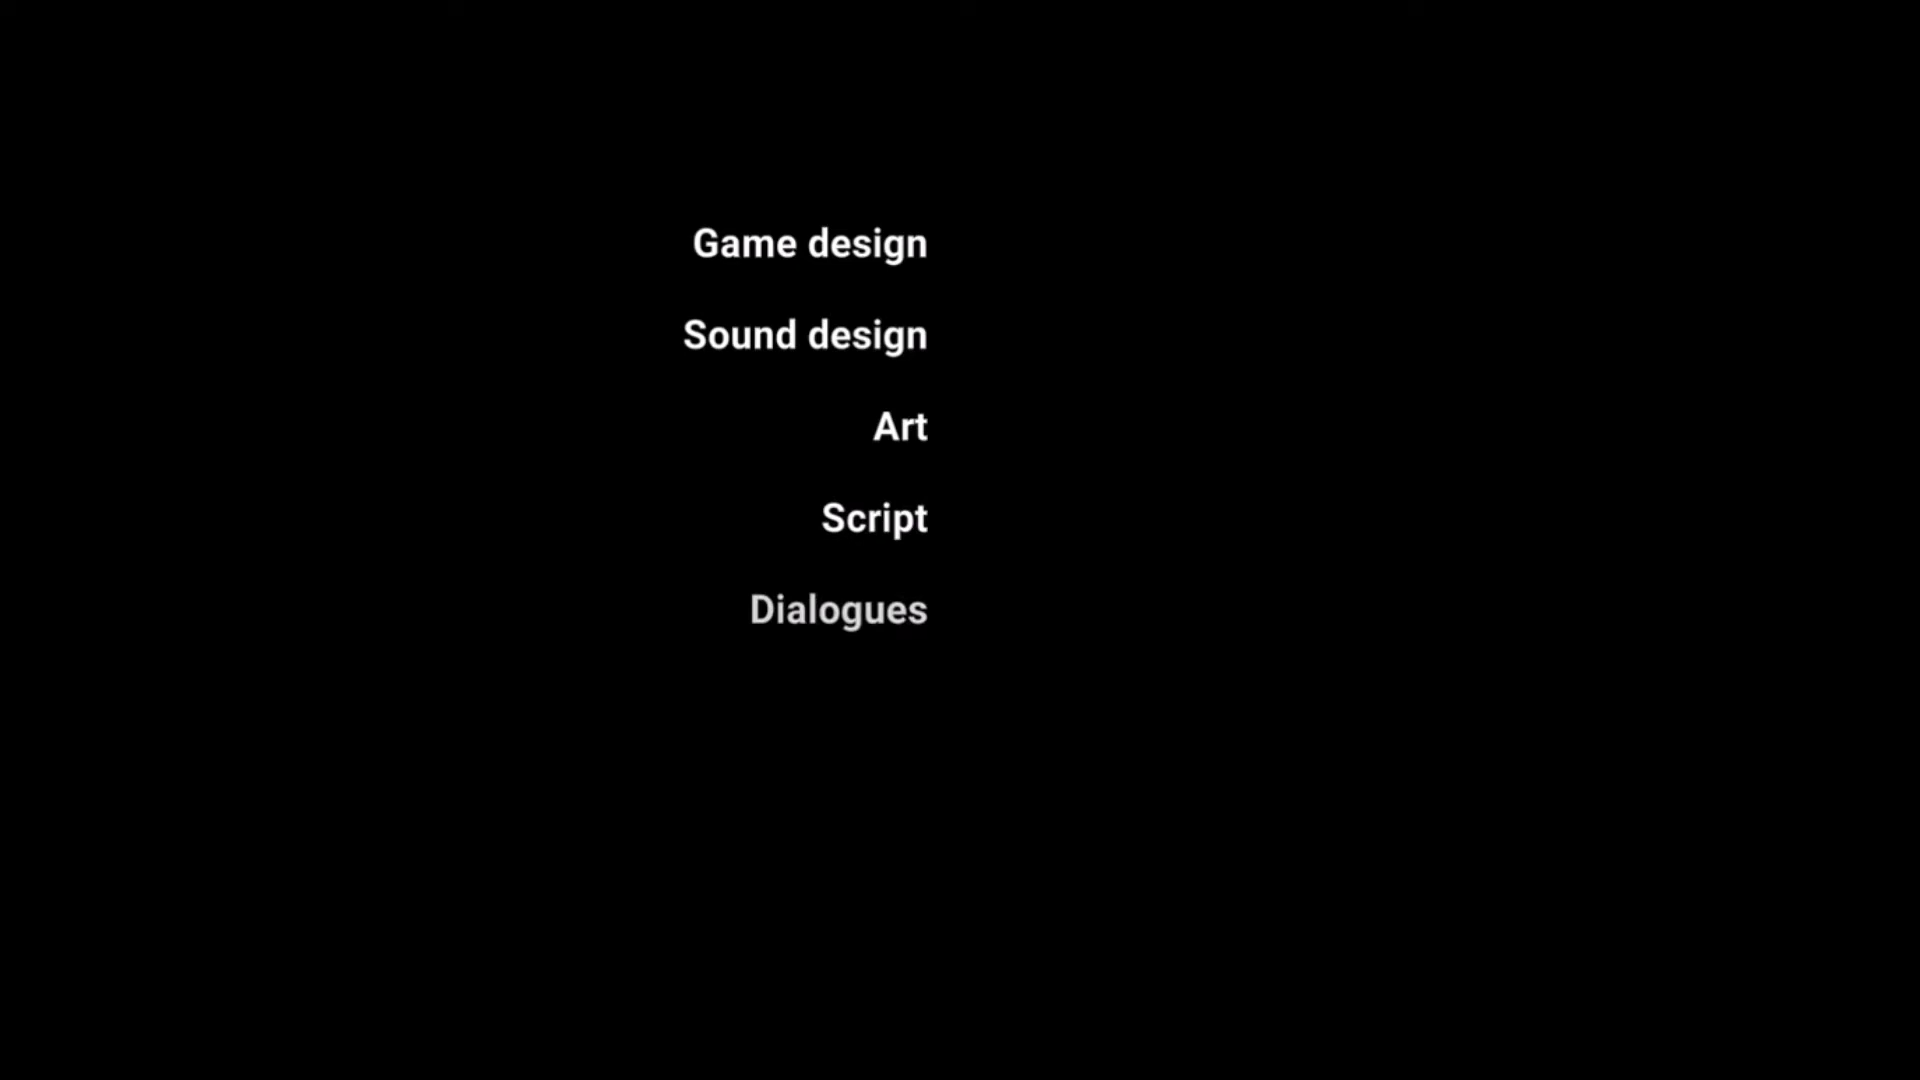 Game design
Sound design
Art
Script
Dialogues